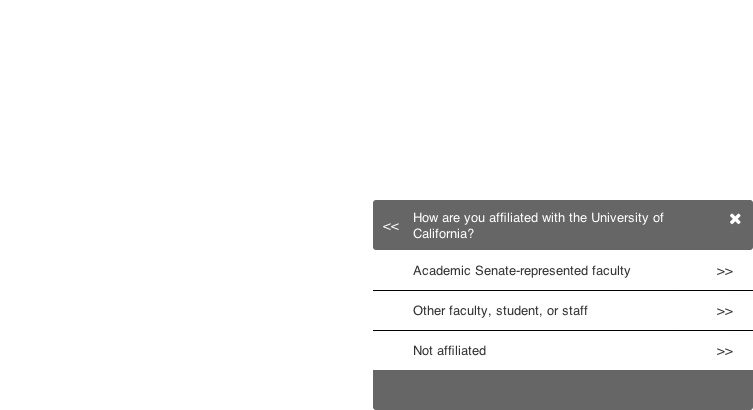 How are you affiliated with the University of
<< California? ✖
Academic Senate-represented faculty >>
Other faculty, student, or staff >>
Not affiliated >>